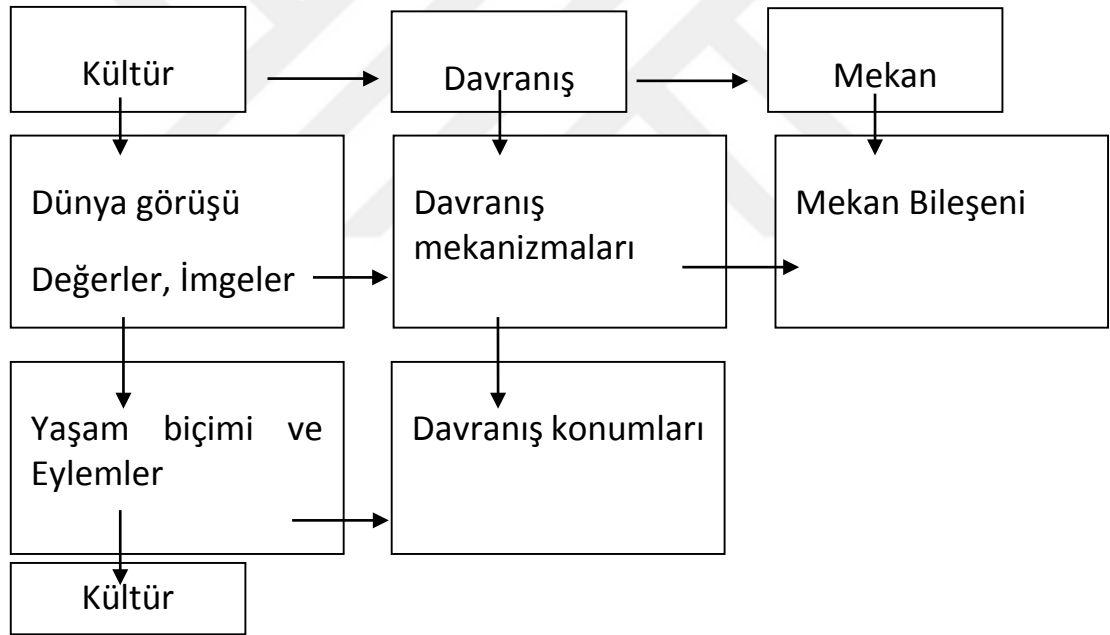 Kültür
Davranış
Mekan
Dünya görüşü
Değerler, İmgeler
Davranış
mekanizmaları
Mekan Bileşeni
Yaşam biçimi ve
Eylemler
Davranış konumları
Kültür